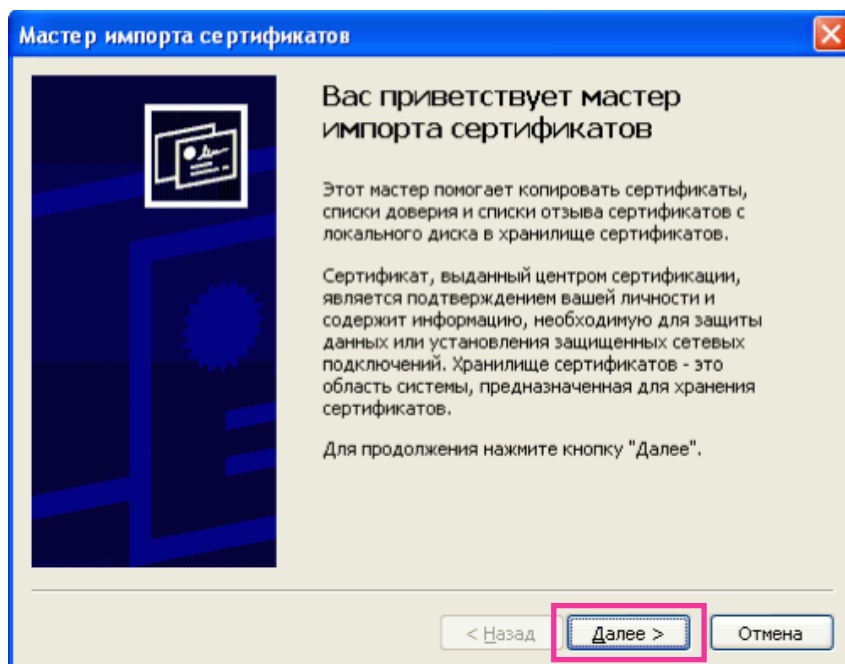 Мастер импорта сертификатов
Вас приветствует мастер
импорта сертификатов
Этот мастер помогает копировать сертификаты,
списки доверия и списки отзыва сертификатов с
локального диска в хранилище сертификатов.
Сертификат, выданный центром сертификации,
является подтверждением вашей личности и
содержит информацию, необходимую для защиты
данных или установления защищенных сетевых
подключений. Хранилище сертификатов - это
область системы, предназначенная для хранения
сертификатов.
Для продолжения нажмите кнопку "Далее".
< Назад
Далее >
Отмена